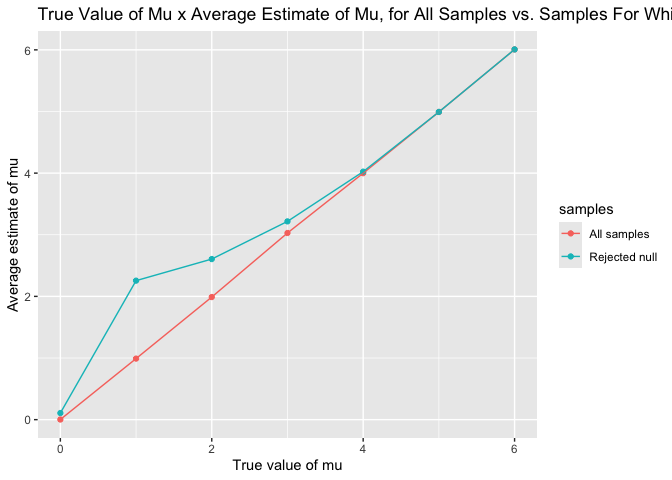 True Value of Mu x Average Estimate of Mu, for All Samples vs. Samples For Whi
6
4
2
0
Average estimate of mu
0 2 4 6
True value of mu
samples
All samples
Rejected null